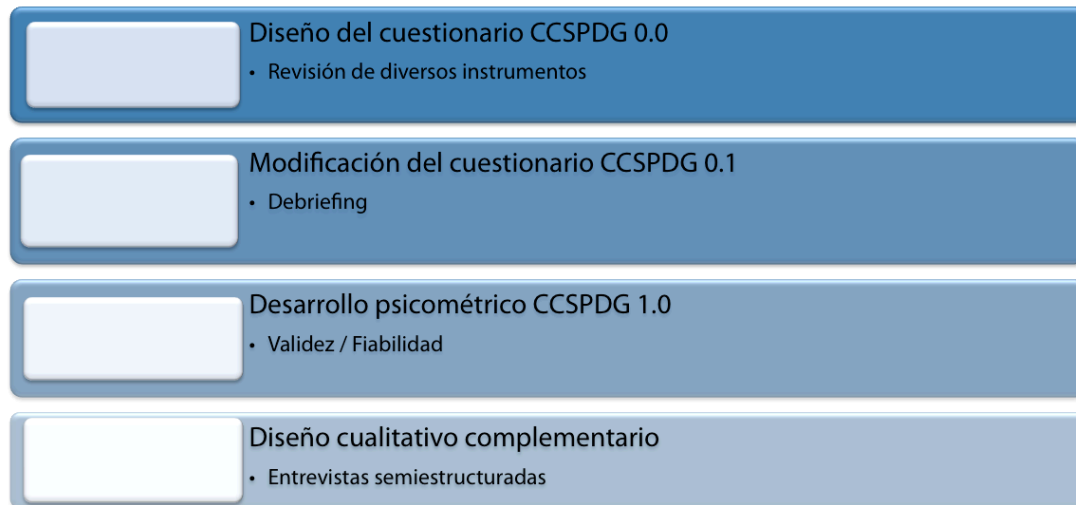 Diseño del cuestionario CCSPDG 0.0
• Revisión de diversos instrumentos
Modificación del cuestionario CCSPDG 0.1
• Debriefing
Desarrollo psicométrico CCSPDG 1.0
• Validez / Fiabilidad
Diseño cualitativo complementario
• Entrevistas semiestructuradas